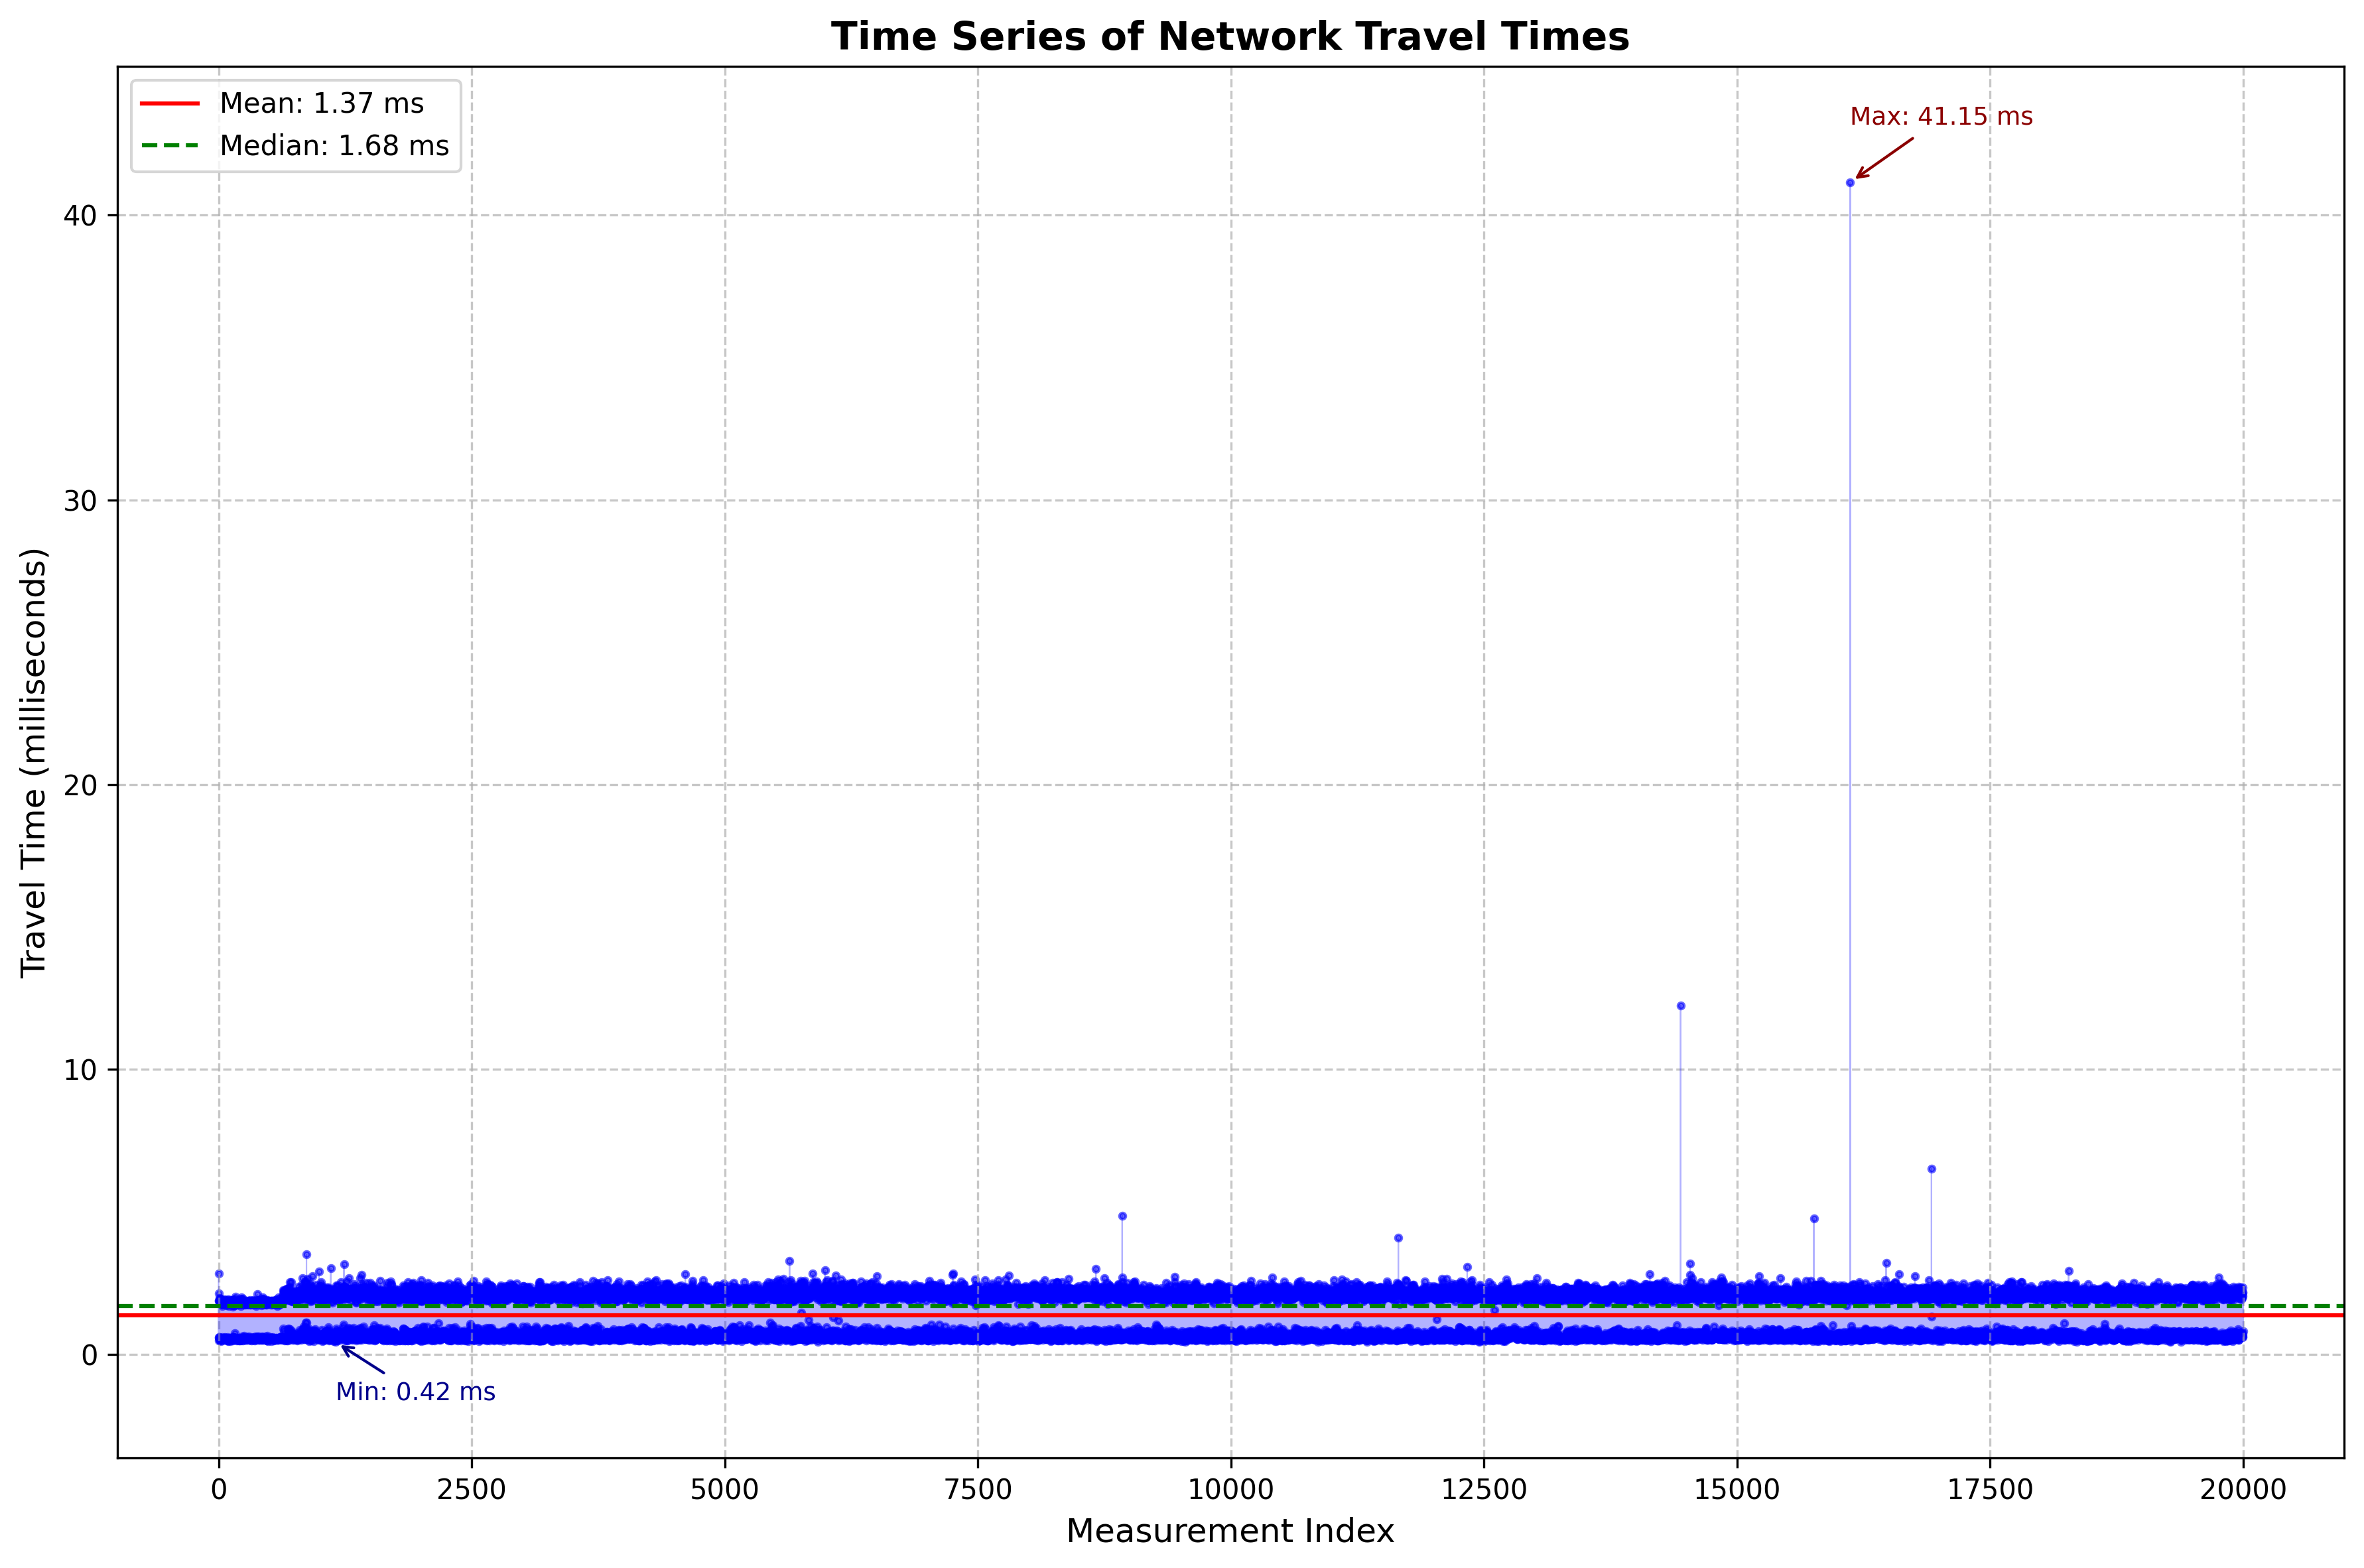 Time Series of Network Travel Times
Mean: 1.37 ms
Median: 1.68 ms
Max: 41.15 ms
40
30
20
10
0
Travel Time (milliseconds)
Min: 0.42 ms
0 2500 5000 7500 10000 12500 15000 17500 20000
Measurement Index